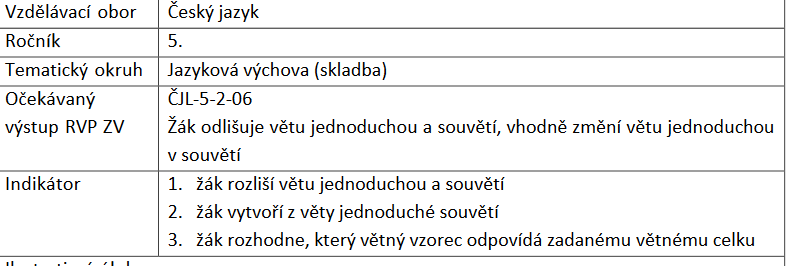 Vzdělávací obor Český jazyk
Ročník 5.
Tematický okruh Jazyková výchova (skladba)
Očekávaný výstup RVP ZV ČJL-5-2-06
Žák odlišuje větu jednoduchou a souvětí, vhodně změní větu jednoduchou
v souvětí
Indikátor 1. žák rozliší větu jednoduchou a souvětí
2. žák vytvoří z věty jednoduché souvětí
3. žák rozhodne, který větný vzorec odpovídá zadanému větnému celku